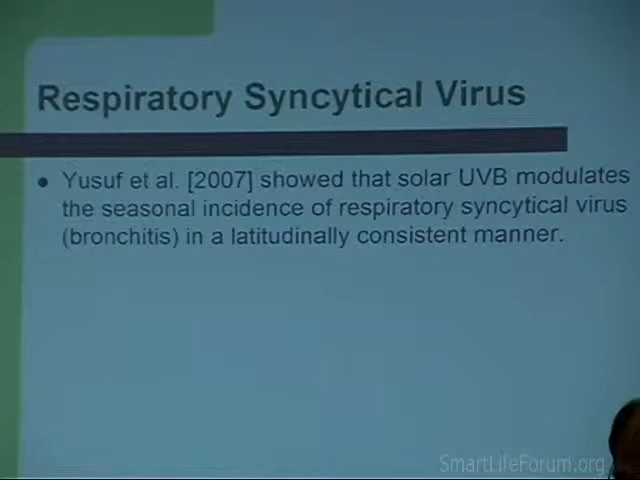 Respiratory Syncytical Virus
• Yusuf et al. [2007] showed that solar UVB modulates
the seasonal incidence of respiratory syncytical virus
(bronchitis) in a latitudinally consistent manner.
SmartLifeForum.org